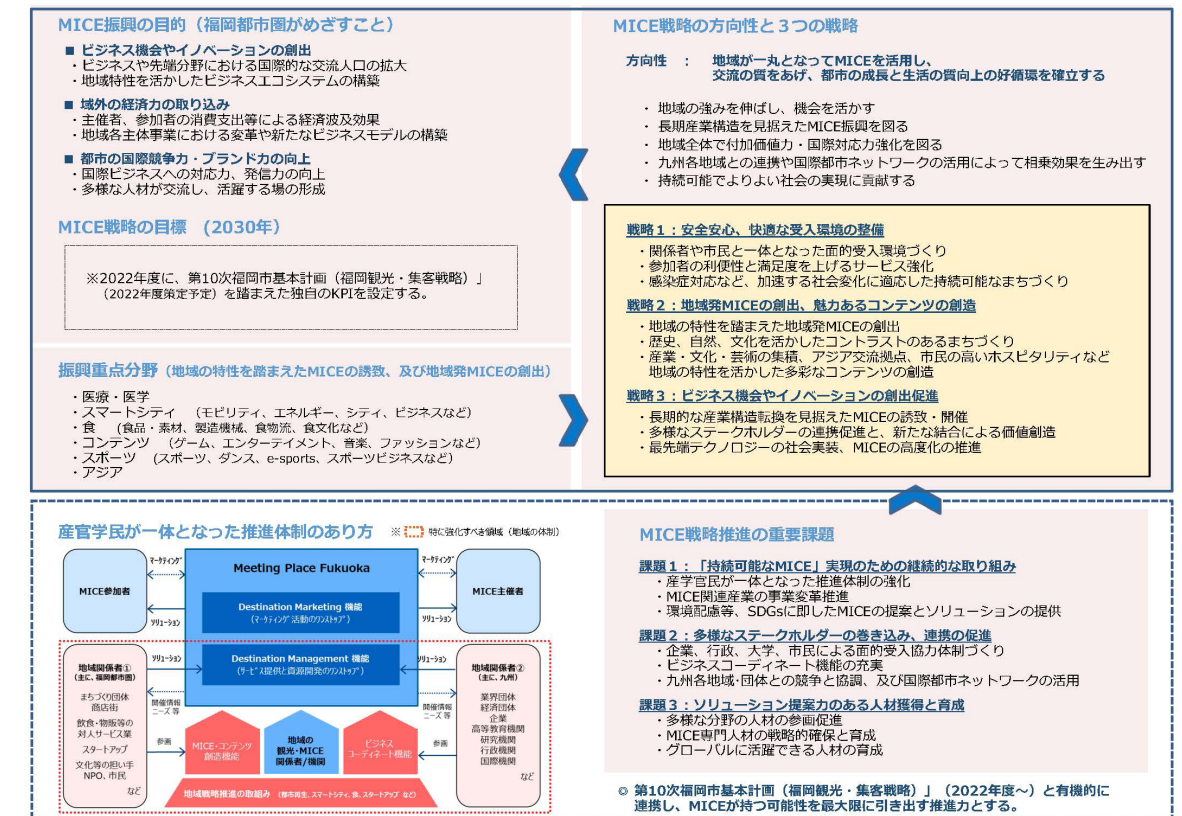 MICE振興の目的（福岡都市圏がめざすこと）
■ ビジネス機会やイノベーションの創出
・ビジネスや先端分野における国際的な交流人口の拡大
・地域特性を活かしたビジネスエコシステムの構築
■ 域外の経済力の取り込み
・主催者、参加者の消費支出等による経済波及効果
・地域各主体事業における変革や新たなビジネスモデルの構築
■ 都市の国際競争力・ブランド力の向上
・国際ビジネスへの対応力、発信力の向上
・多様な人材が交流し、活躍する場の形成
MICE戦略の目標 （2030年）
※2022年度に、第10次福岡市基本計画（福岡観光・集客戦略）」
（2022年度策定予定）を踏まえた独自のKPIを設定する。
振興重点分野（地域の特性を踏まえたMICEの誘致、及び地域発MICEの創出）
・医療・医学
・スマートシティ （モビリティ、エネルギー、シティ、ビジネスなど）
・食 （食品・素材、製造機械、食物流、食文化など）
・コンテンツ （ゲーム、エンターテイメント、音楽、ファッションなど）
・スポーツ （スポーツ、ダンス、e-sports、スポーツビジネスなど）
・アジア
MICE戦略の方向性と３つの戦略
方向性 ： 地域が一丸となってMICEを活用し、
交流の質をあげ、都市の成長と生活の質向上の好循環を確立する
・ 地域の強みを伸ばし、機会を活かす
・ 長期産業構造を見据えたMICE振興を図る
・ 地域全体で付加価値力・国際対応力強化を図る
・ 九州各地域との連携や国際都市ネットワークの活用によって相乗効果を生み出す
・ 持続可能でよりよい社会の実現に貢献する
戦略１：安全安心、快適な受入環境の整備
・関係者や市民と一体となった面的受入環境づくり
・参加者の利便性と満足度を上げるサービス強化
・感染症対応など、加速する社会変化に適応した持続可能なまちづくり
戦略２：地域発MICEの創出、魅力あるコンテンツの創造
・地域の特性を踏まえた地域発MICEの創出
・歴史、自然、文化を活かしたコントラストのあるまちづくり
・産業・文化・芸術の集積、アジア交流拠点、市民の高いホスピタリティなど
地域の特性を活かした多彩なコンテンツの創造
戦略３：ビジネス機会やイノベーションの創出促進
・長期的な産業構造転換を見据えたMICEの誘致・開催
・多様なステークホルダーの連携促進と、新たな結合による価値創造
・最先端テクノロジーの社会実装、MICEの高度化の推進
産官学民が一体となった推進体制のあり方
※ 特に強化すべき領域（地域の体制）
MICE参加者
ﾏｰｹﾃｨﾝｸﾞ
ｿﾘｭｰｼｮﾝ
Meeting Place Fukuoka
Destination Marketing 機能
（ﾏｰｹﾃｨﾝｸﾞ活動のﾜﾝｽﾄｯﾌﾟ）
Destination Management 機能
（ｻｰﾋﾞｽ提供と資源開発のﾜﾝｽﾄｯﾌﾟ）
ﾏｰｹﾃｨﾝｸﾞ
ｿﾘｭｰｼｮﾝ
MICE主催者
地域関係者①
（主に、福岡都市圏）
まちづくり団体
商店街
飲食・物販等の
対人サービス業
スタートアップ
文化等の担い手
NPO、市民
など
ｿﾘｭｰｼｮﾝ
開催情報
ニーズ 等
参画
MICE・コンテンツ
創造機能
地域の
観光・MICE
関係者/機関
ビジネス
コーディネート機能
地域戦略推進の取組み （都市再生、スマートシティ、食、スタートアップ など）
ｿﾘｭｰｼｮﾝ
開催情報
ニーズ 等
参画
地域関係者②
（主に、九州）
業界団体
経済団体
企業
高等教育機関
研究機関
行政機関
国際機関
など
MICE戦略推進の重要課題
課題１：「持続可能なMICE」実現のための継続的な取り組み
・産学官民が一体となった推進体制の強化
・MICE関連産業の事業変革推進
・環境配慮等、SDGsに即したMICEの提案とソリューションの提供
課題２：多様なステークホルダーの巻き込み、連携の促進
・企業、行政、大学、市民による面的受入協力体制づくり
・ビジネスコーディネート機能の充実
・九州各地域･団体との競争と協調、及び国際都市ネットワークの活用
課題３：ソリューション提案力のある人材獲得と育成
・多様な分野の人材の参画促進
・MICE専門人材の戦略的確保と育成
・グローバルに活躍できる人材の育成
◎ 第10次福岡市基本計画（福岡観光・集客戦略）」（2022年度～）と有機的に
連携し、MICEが持つ可能性を最大限に引き出す推進力とする。